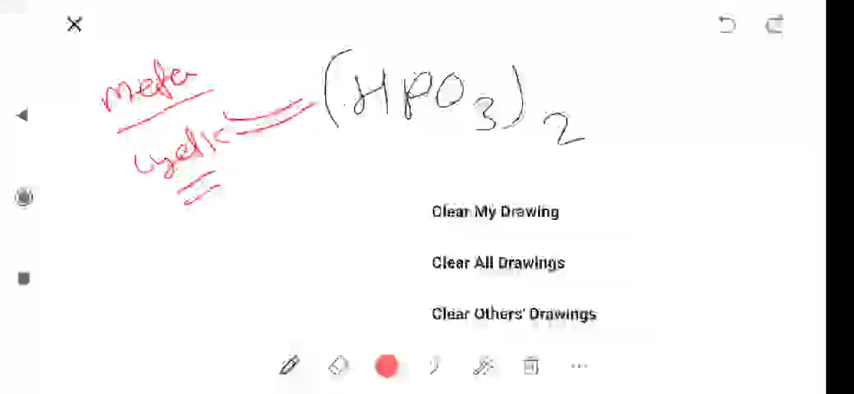 meta
cyclic
(HPO3)2
Clear My Drawing
Clear All Drawings
Clear Others' Drawings